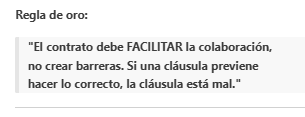 Regla de oro:
"El contrato debe FACILITAR la colaboración,
no crear barreras. Si una cláusula previene
hacer lo correcto, la cláusula está mal."